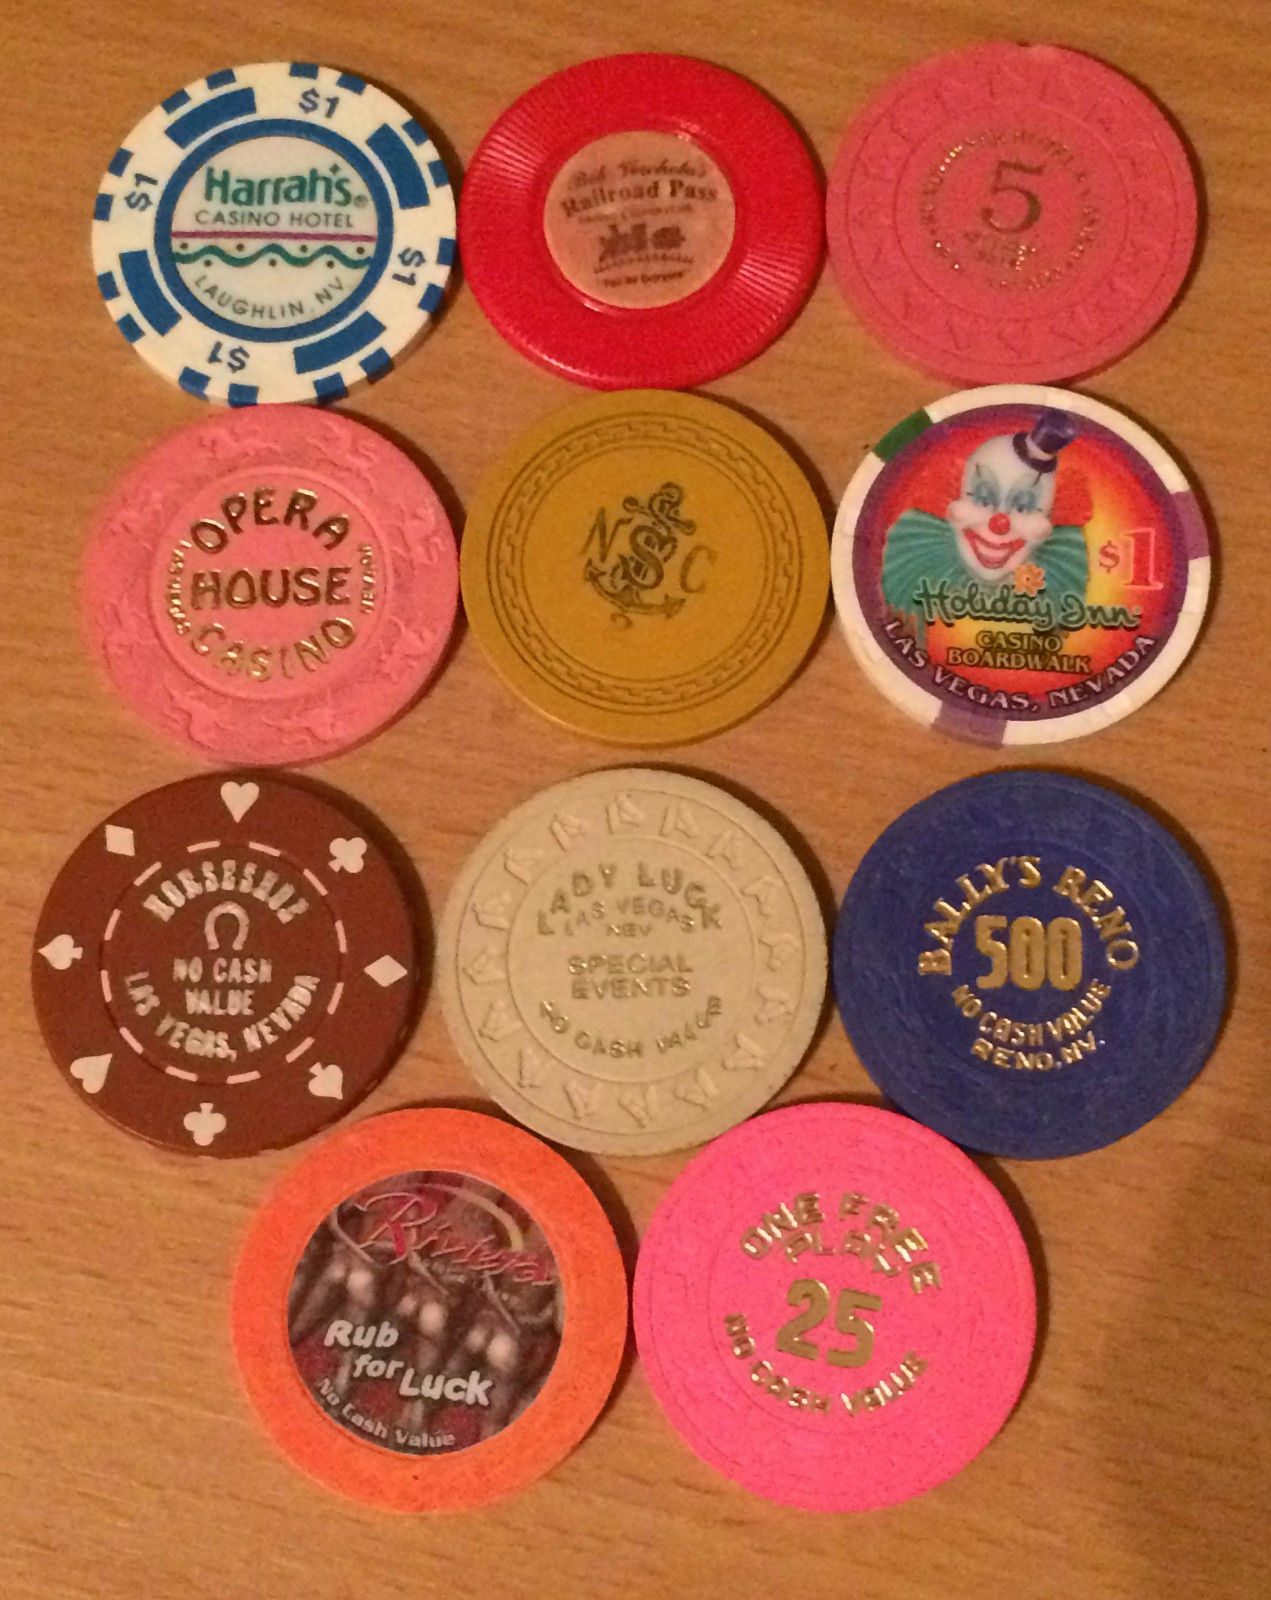 $1
$1
$1
$1
Harrah's
CASINO HOTEL
LAUGHLIN, NV
Railroad Pass
5
OPERA
HOUSE
CASINO
NEVADA
N S C
$1
Holiday Inn
CASINO
BOARDWALK
LAS VEGAS, NEVADA
HORSESHOE
NO CASH
VALUE
LAS VEGAS, NEVADA
LADY LUCK
LAS VEGAS
NEV
SPECIAL
EVENTS
NO CASH VALUE
BALLY'S RENO
500
NO CASH VALUE
RENO, NV.
Riviera
Rub
for Luck
No Cash Value
ONE FREE
PLAY
25
NO CASH VALUE